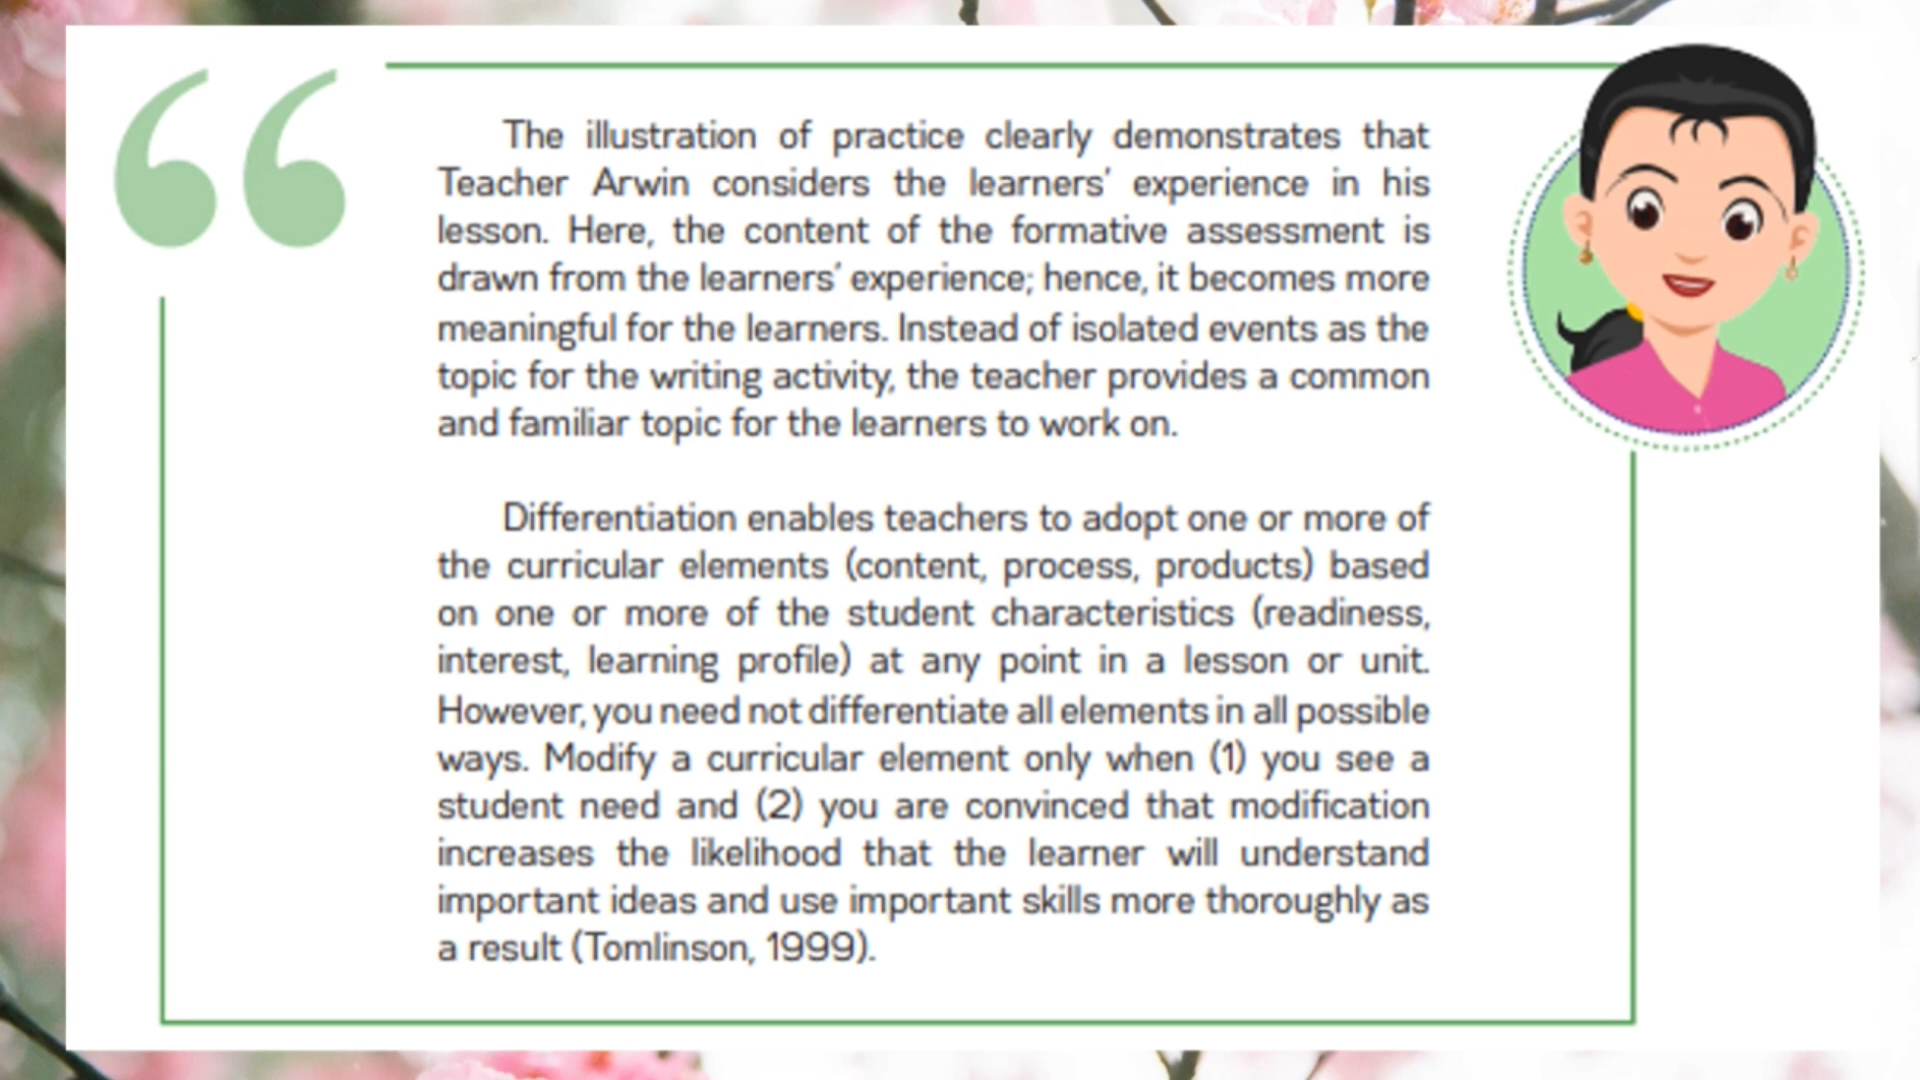 The illustration of practice clearly demonstrates that
Teacher Arwin considers the learners’ experience in his
lesson. Here, the content of the formative assessment is
drawn from the learners’ experience; hence, it becomes more
meaningful for the learners. Instead of isolated events as the
topic for the writing activity, the teacher provides a common
and familiar topic for the learners to work on.
Differentiation enables teachers to adopt one or more of
the curricular elements (content, process, products) based
on one or more of the student characteristics (readiness,
interest, learning profile) at any point in a lesson or unit.
However, you need not differentiate all elements in all possible
ways. Modify a curricular element only when (1) you see a
student need and (2) you are convinced that modification
increases the likelihood that the learner will understand
important ideas and use important skills more thoroughly as
a result (Tomlinson, 1999).